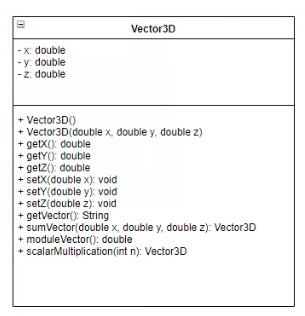 Vector3D
- x: double
- y: double
- z: double
+ Vector3D()
+ Vector3D(double x, double y, double z)
+ getX(): double
+ getY(): double
+ getZ(): double
+ setX(double x): void
+ setY(double y): void
+ setZ(double z): void
+ getVector(): String
+ sumVector(double x, double y, double z): Vector3D
+ moduleVector(): double
+ scalarMultiplication(int n): Vector3D